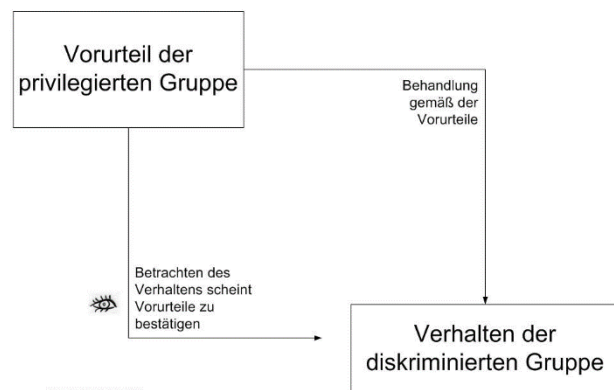 Vorurteil der
privilegierten Gruppe
Behandlung
gemäß der
Vorurteile
Betrachten des
Verhaltens scheint
Vorurteile zu
bestätigen
Verhalten der
diskriminierten Gruppe